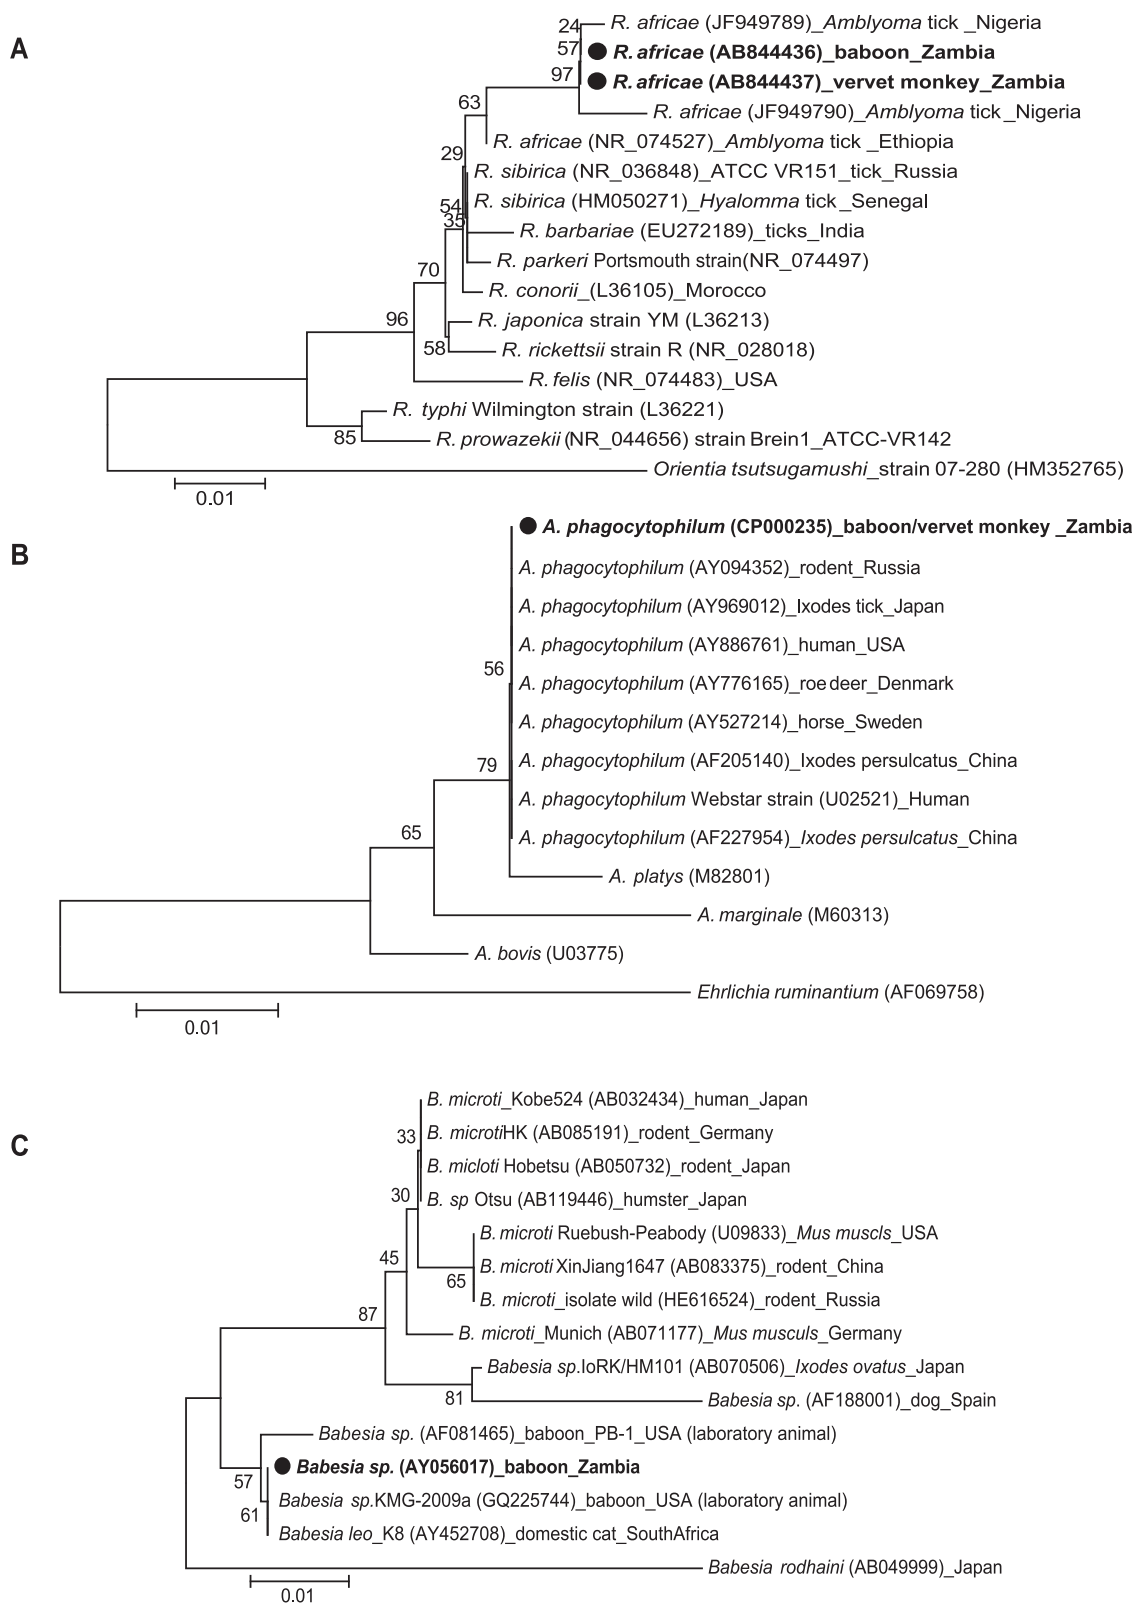 A
24
R. africae (JF949789)_Amblyoma tick _Nigeria
57
R. africae (AB844436)_baboon_Zambia
97
R. africae (AB844437)_vervet monkey_Zambia
63
R. africae (JF949790)_Amblyoma tick _Nigeria
R. africae (NR_074527)_Amblyoma tick _Ethiopia
29
R. sibirica (NR_036848)_ATCC VR151_tick_Russia
R. sibirica (HM050271)_Hyalomma tick _Senegal
54
35
R. barbariae (EU272189)_ticks_India
R. parkeri Portsmouth strain(NR_074497)
70
R. conorii_(L36105)_Morocco
96
R. japonica strain YM (L36213)
58
R. rickettsii strain R (NR_028018)
R. felis (NR_074483)_USA
R. typhi Wilmington strain (L36221)
85
R. prowazekii (NR_044656) strain Brein1_ATCC-VR142
Orientia tsutsugamushi_strain 07-280 (HM352765)
0.01
B
A. phagocytophilum (CP000235)_baboon/vervet monkey _Zambia
A. phagocytophilum (AY094352)_rodent_Russia
A. phagocytophilum (AY969012)_Ixodes tick_Japan
A. phagocytophilum (AY886761)_human_USA
56
A. phagocytophilum (AY776165)_roe deer_Denmark
A. phagocytophilum (AY527214)_horse_Sweden
79
A. phagocytophilum (AF205140)_Ixodes persulcatus_China
A. phagocytophilum Webstar strain (U02521)_Human
65
A. phagocytophilum (AF227954)_Ixodes persulcatus_China
A. platys (M82801)
A. marginale (M60313)
A. bovis (U03775)
Ehrlichia ruminantium (AF069758)
0.01
C
B. microti_Kobe524 (AB032434)_human_Japan
33
B. microtiHK (AB085191)_rodent_Germany
B. micloti Hobetsu (AB050732)_rodent_Japan
30
B. sp Otsu (AB119446)_humster_Japan
B. microti Ruebush-Peabody (U09833)_Mus muscls_USA
45
B. microti XinJiang1647 (AB083375)_rodent_China
65
B. microti_isolate wild (HE616524)_rodent_Russia
87
B. microti_Munich (AB071177)_Mus musculs_Germany
Babesia sp.IoRK/HM101 (AB070506)_Ixodes ovatus_Japan
81
Babesia sp. (AF188001)_dog_Spain
Babesia sp. (AF081465)_baboon_PB-1_USA (laboratory animal)
Babesia sp. (AY056017)_baboon_Zambia
57
Babesia sp.KMG-2009a (GQ225744)_baboon_USA (laboratory animal)
61
Babesia leo_K8 (AY452708)_domestic cat_SouthAfrica
Babesia rodhaini (AB049999)_Japan
0.01